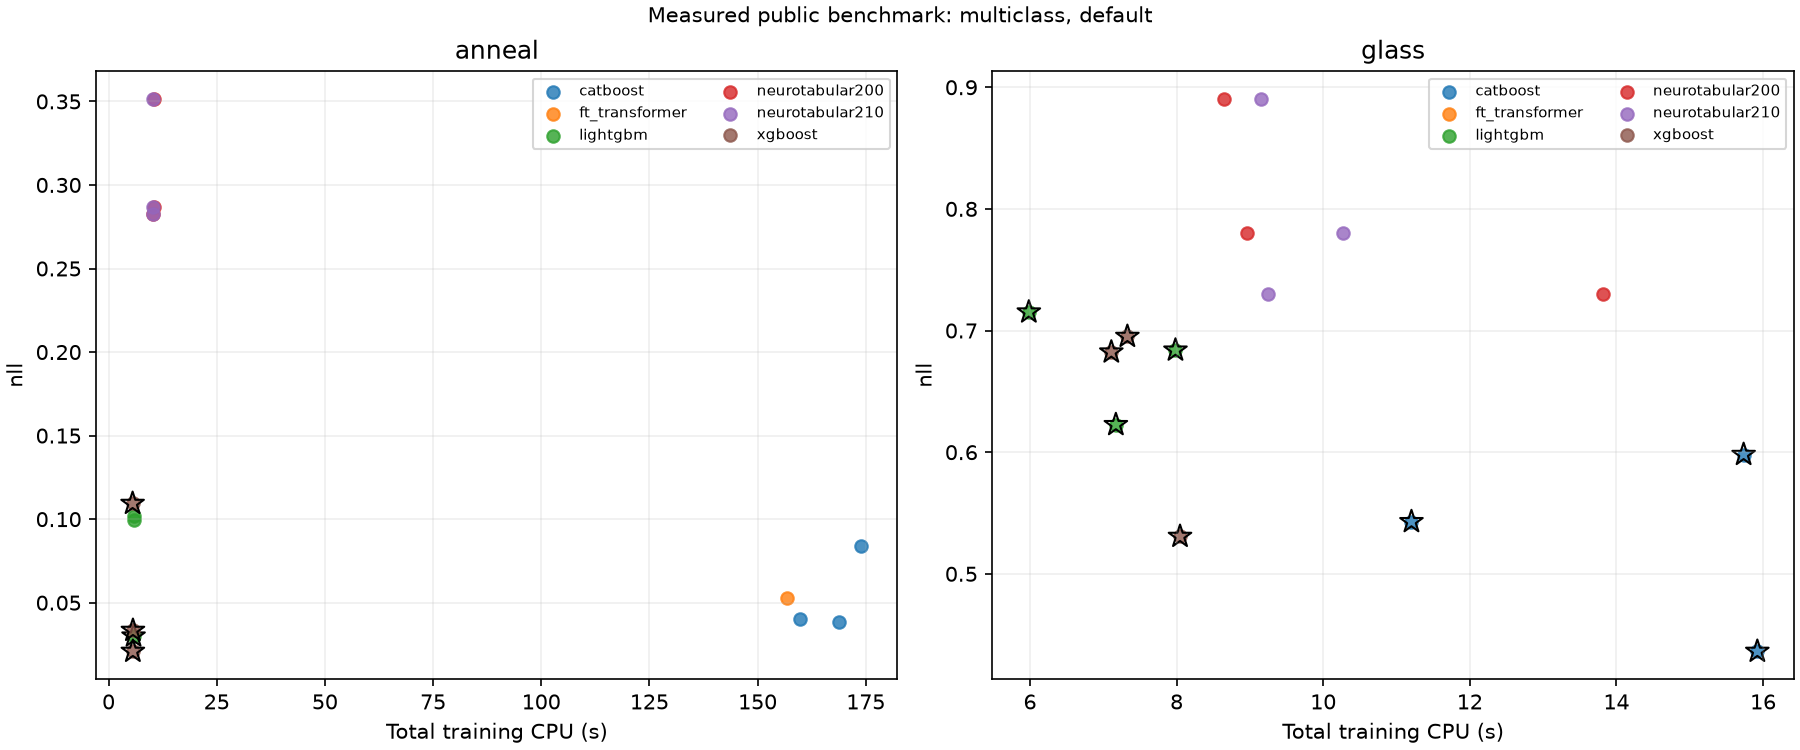 Measured public benchmark: multiclass, default
anneal
catboost
ft_transformer
lightgbm
neurotabular200
neurotabular210
xgboost
nll
0.35
0.30
0.25
0.20
0.15
0.10
0.05
0
25
50
75
100
125
150
175
Total training CPU (s)
glass
catboost
ft_transformer
lightgbm
neurotabular200
neurotabular210
xgboost
nll
0.9
0.8
0.7
0.6
0.5
6
8
10
12
14
16
Total training CPU (s)